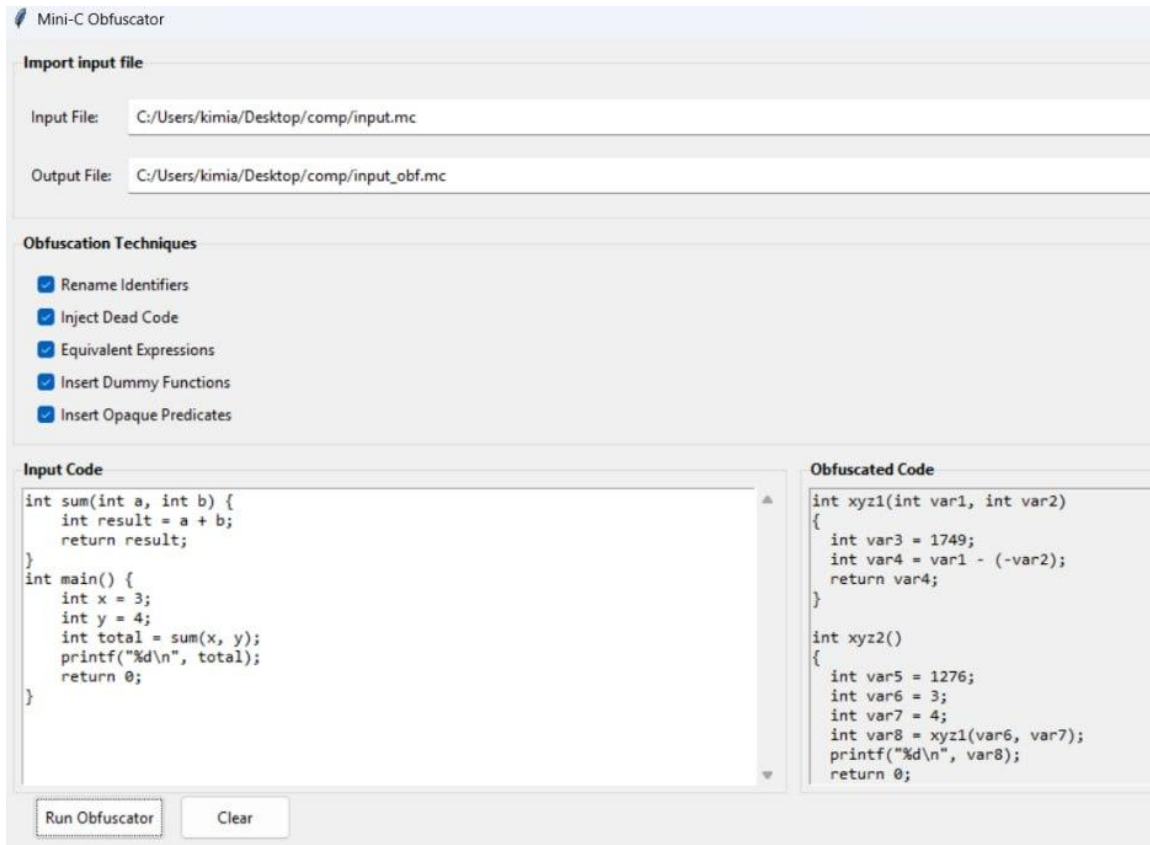 Mini-C Obfuscator
Import input file
Input File: C:/Users/kimia/Desktop/comp/input.mc
Output File: C:/Users/kimia/Desktop/comp/input_obf.mc
Obfuscation Techniques
Rename Identifiers
Inject Dead Code
Equivalent Expressions
Insert Dummy Functions
Insert Opaque Predicates
Input Code
int sum(int a, int b) {
    int result = a + b;
    return result;
}
int main() {
    int x = 3;
    int y = 4;
    int total = sum(x, y);
    printf("%d\n", total);
    return 0;
}
Obfuscated Code
int xyz1(int var1, int var2)
{
  int var3 = 1749;
  int var4 = var1 - (-var2);
  return var4;
}
int xyz2()
{
  int var5 = 1276;
  int var6 = 3;
  int var7 = 4;
  int var8 = xyz1(var6, var7);
  printf("%d\n", var8);
  return 0;
Run Obfuscator Clear